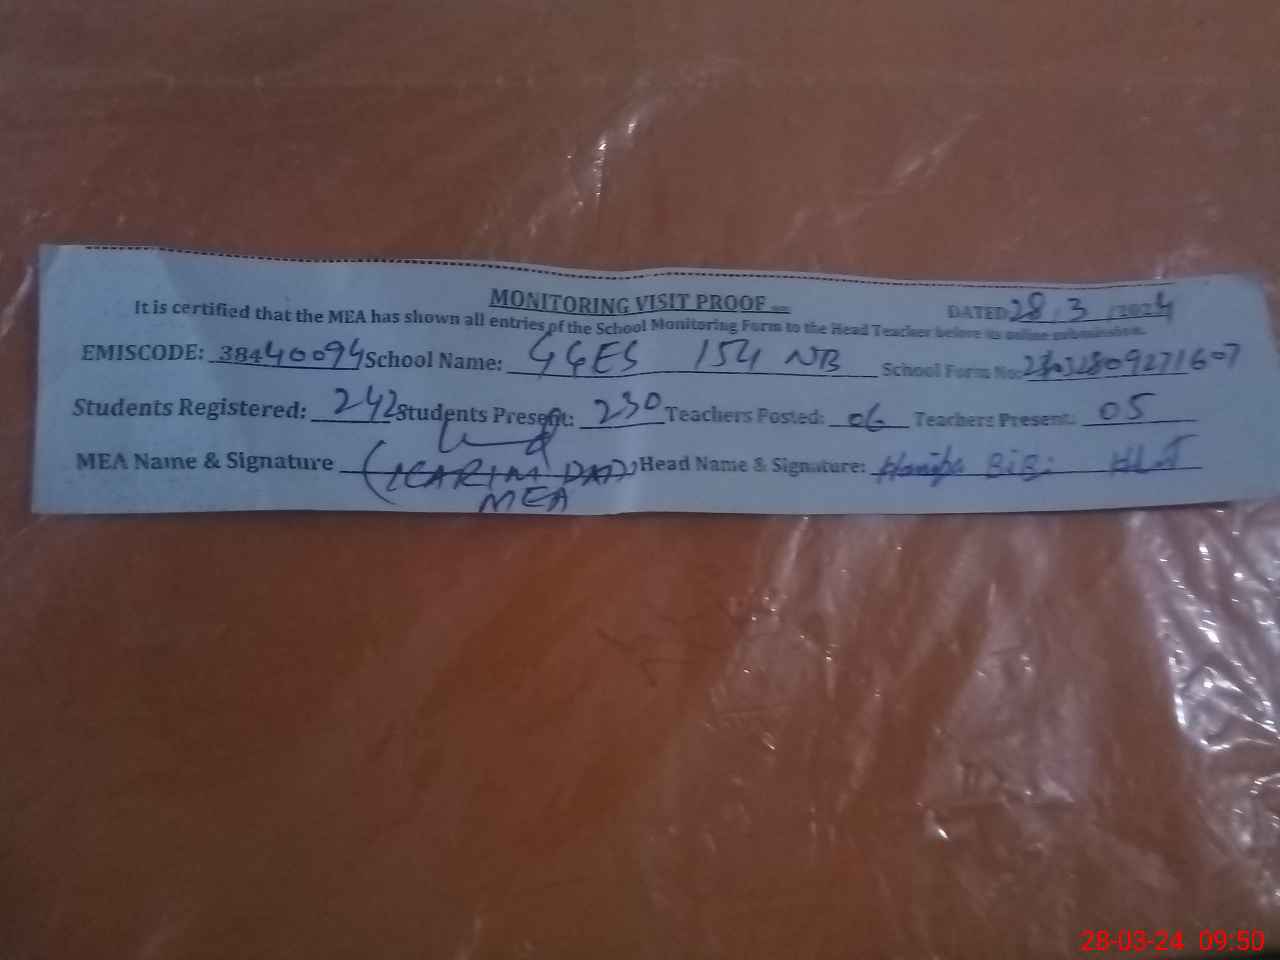 MONITORING VISIT PROOF
DATED 28.3/2024
It is certified that the MEA has shown all entries of the School Monitoring Form to the Head Teacher before its online submission.
EMISCODE: 38440094 School Name: GGES 154 NB School Form No:
Students Registered: 242 Students Present: 230 Teachers Posted: 06 Teachers Present: 05
MEA Name & Signature (KARIM DAD) Head Name & Signature: Hanifa BiBi
MEA
28-03-24 09:50